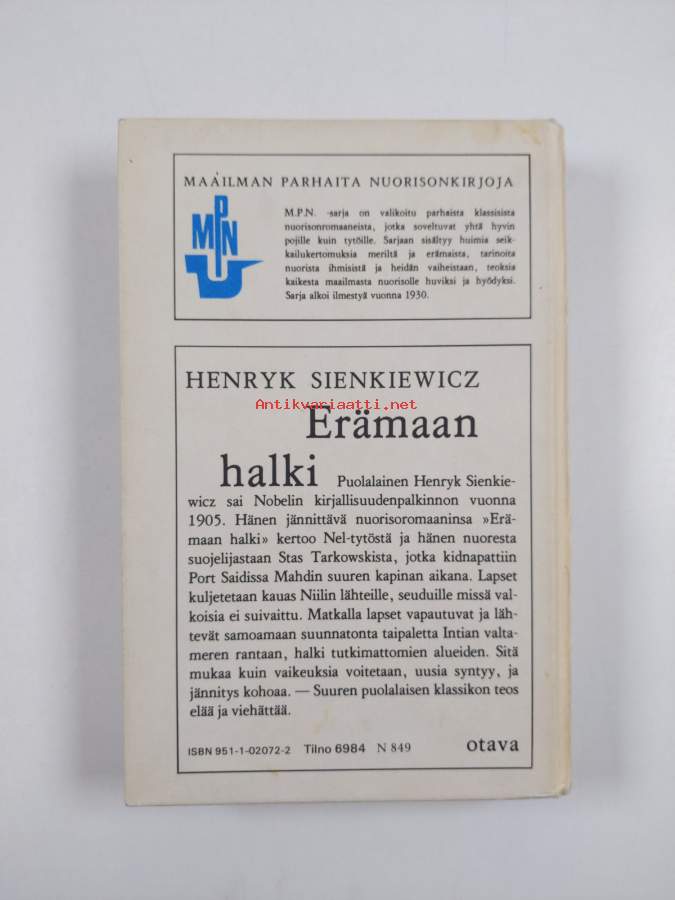 MAAILMAN PARHAITA NUORISONKIRJOJA
MPN
M.P.N. -sarja on valikoitu parhaista klassisista
nuorisonromaaneista, jotka soveltuvat yhtä hyvin
pojille kuin tytöille. Sarjaan sisältyy huimia seik-
kailukertomuksia meriltä ja erämaista, tarinoita
nuorista ihmisistä ja heidän vaiheistaan, teoksia
kaikesta maailmasta nuorisolle huviksi ja hyödyksi.
Sarja alkoi ilmestyä vuonna 1930.
HENRYK SIENKIEWICZ
Antikvariaatti.net
Erämaan
halki Puolalainen Henryk Sienkie-
wicz sai Nobelin kirjallisuudenpalkinnon vuonna
1905. Hänen jännittävä nuorisoromaaninsa »Erä-
maan halki» kertoo Nel-tytöstä ja hänen nuoresta
suojelijastaan Stas Tarkowskista, jotka kidnapattiin
Port Saidissa Mahdin suuren kapinan aikana. Lapset
kuljetetaan kauas Niilin lähteille, seuduille missä val-
koisia ei suivaittu. Matkalla lapset vapautuvat ja läh-
tevät samoamaan suunnatonta taipaletta Intian valta-
meren rantaan, halki tutkimattomien alueiden. Sitä
mukaa kuin vaikeuksia voitetaan, uusia syntyy, ja
jännitys kohoaa. — Suuren puolalaisen klassikon teos
elää ja viehättää.
ISBN 951-1-02072-2 Tilno 6984 N 849 otava